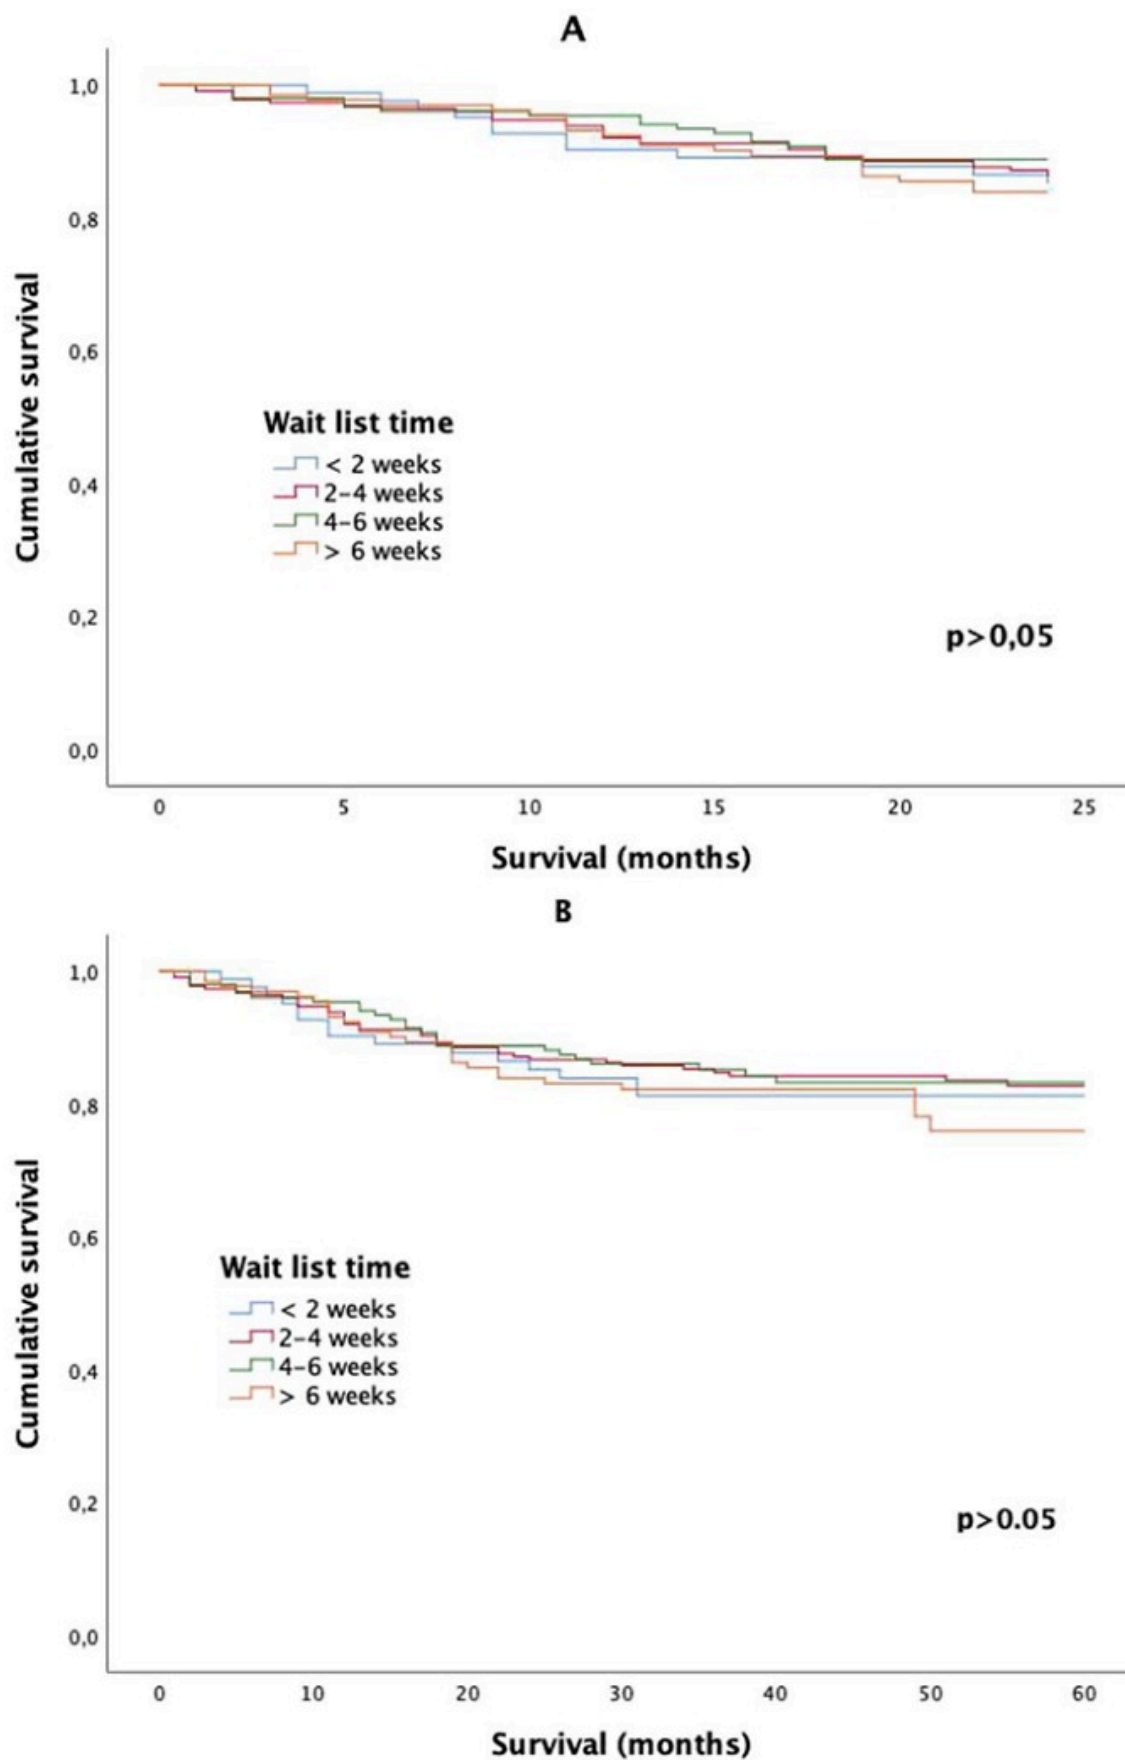 A
1,0
0,8
0,6
0,4
0,2
0,0
Cumulative survival
Wait list time
< 2 weeks
2-4 weeks
4-6 weeks
> 6 weeks
p>0,05
0 5 10 15 20 25
Survival (months)
B
1,0
0,8
0,6
0,4
0,2
0,0
Cumulative survival
Wait list time
< 2 weeks
2-4 weeks
4-6 weeks
> 6 weeks
p>0.05
0 10 20 30 40 50 60
Survival (months)